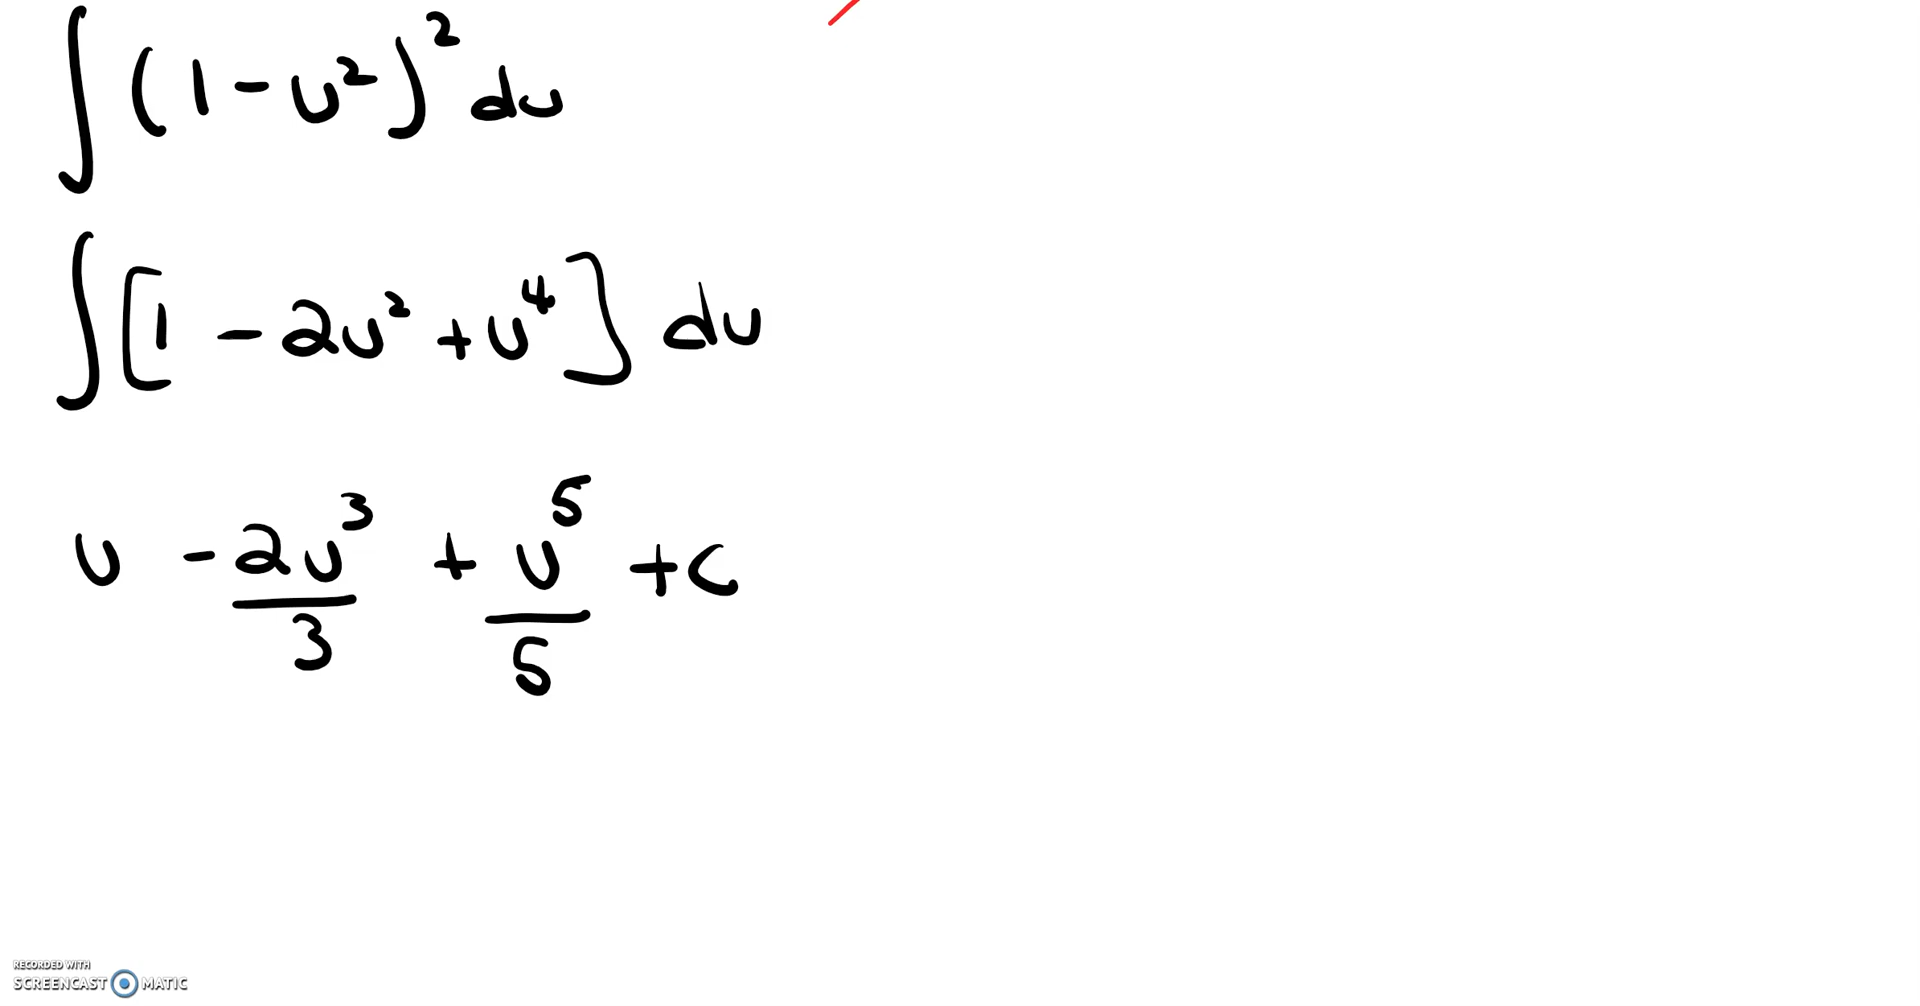 ∫ (1 - u²)² du
∫ [1 - 2u² + u⁴] du
u - 2u³/3 + u⁵/5 + c
RECORDED WITH
SCREENCAST MATIC